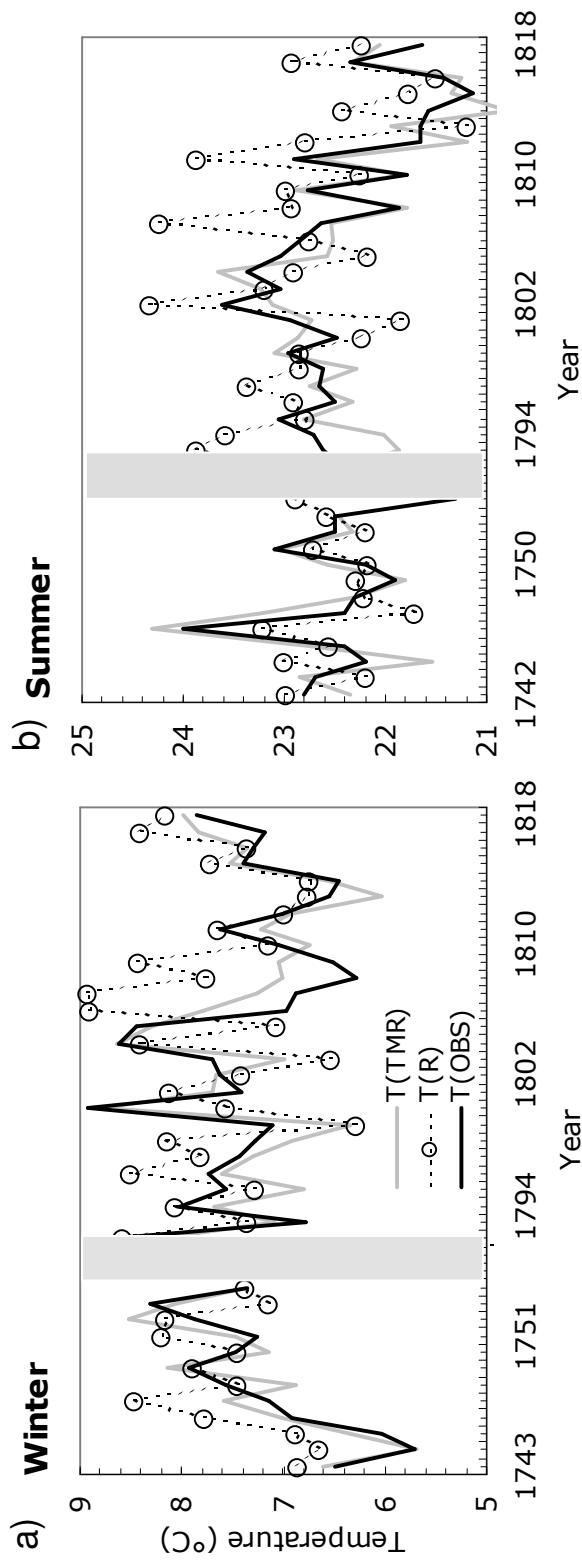 a) Winter
9
8
7
6
5
Temperature (°C)
1743
1751
1794
1802
1810
1818
Year
T(TMR)
T(R)
T(OBS)
b) Summer
25
24
23
22
21
1742
1750
1794
1802
1810
1818
Year